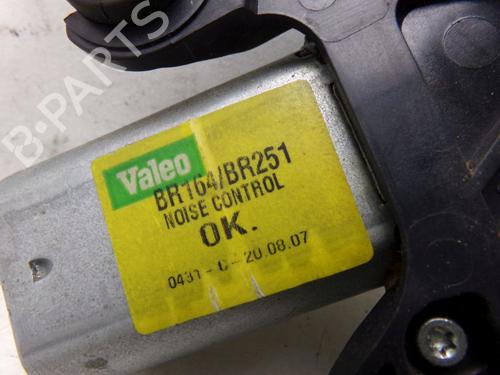 B-PARTS
Valeo
BR164/BR251
NOISE CONTROL
OK.
0431-C-20.08.07